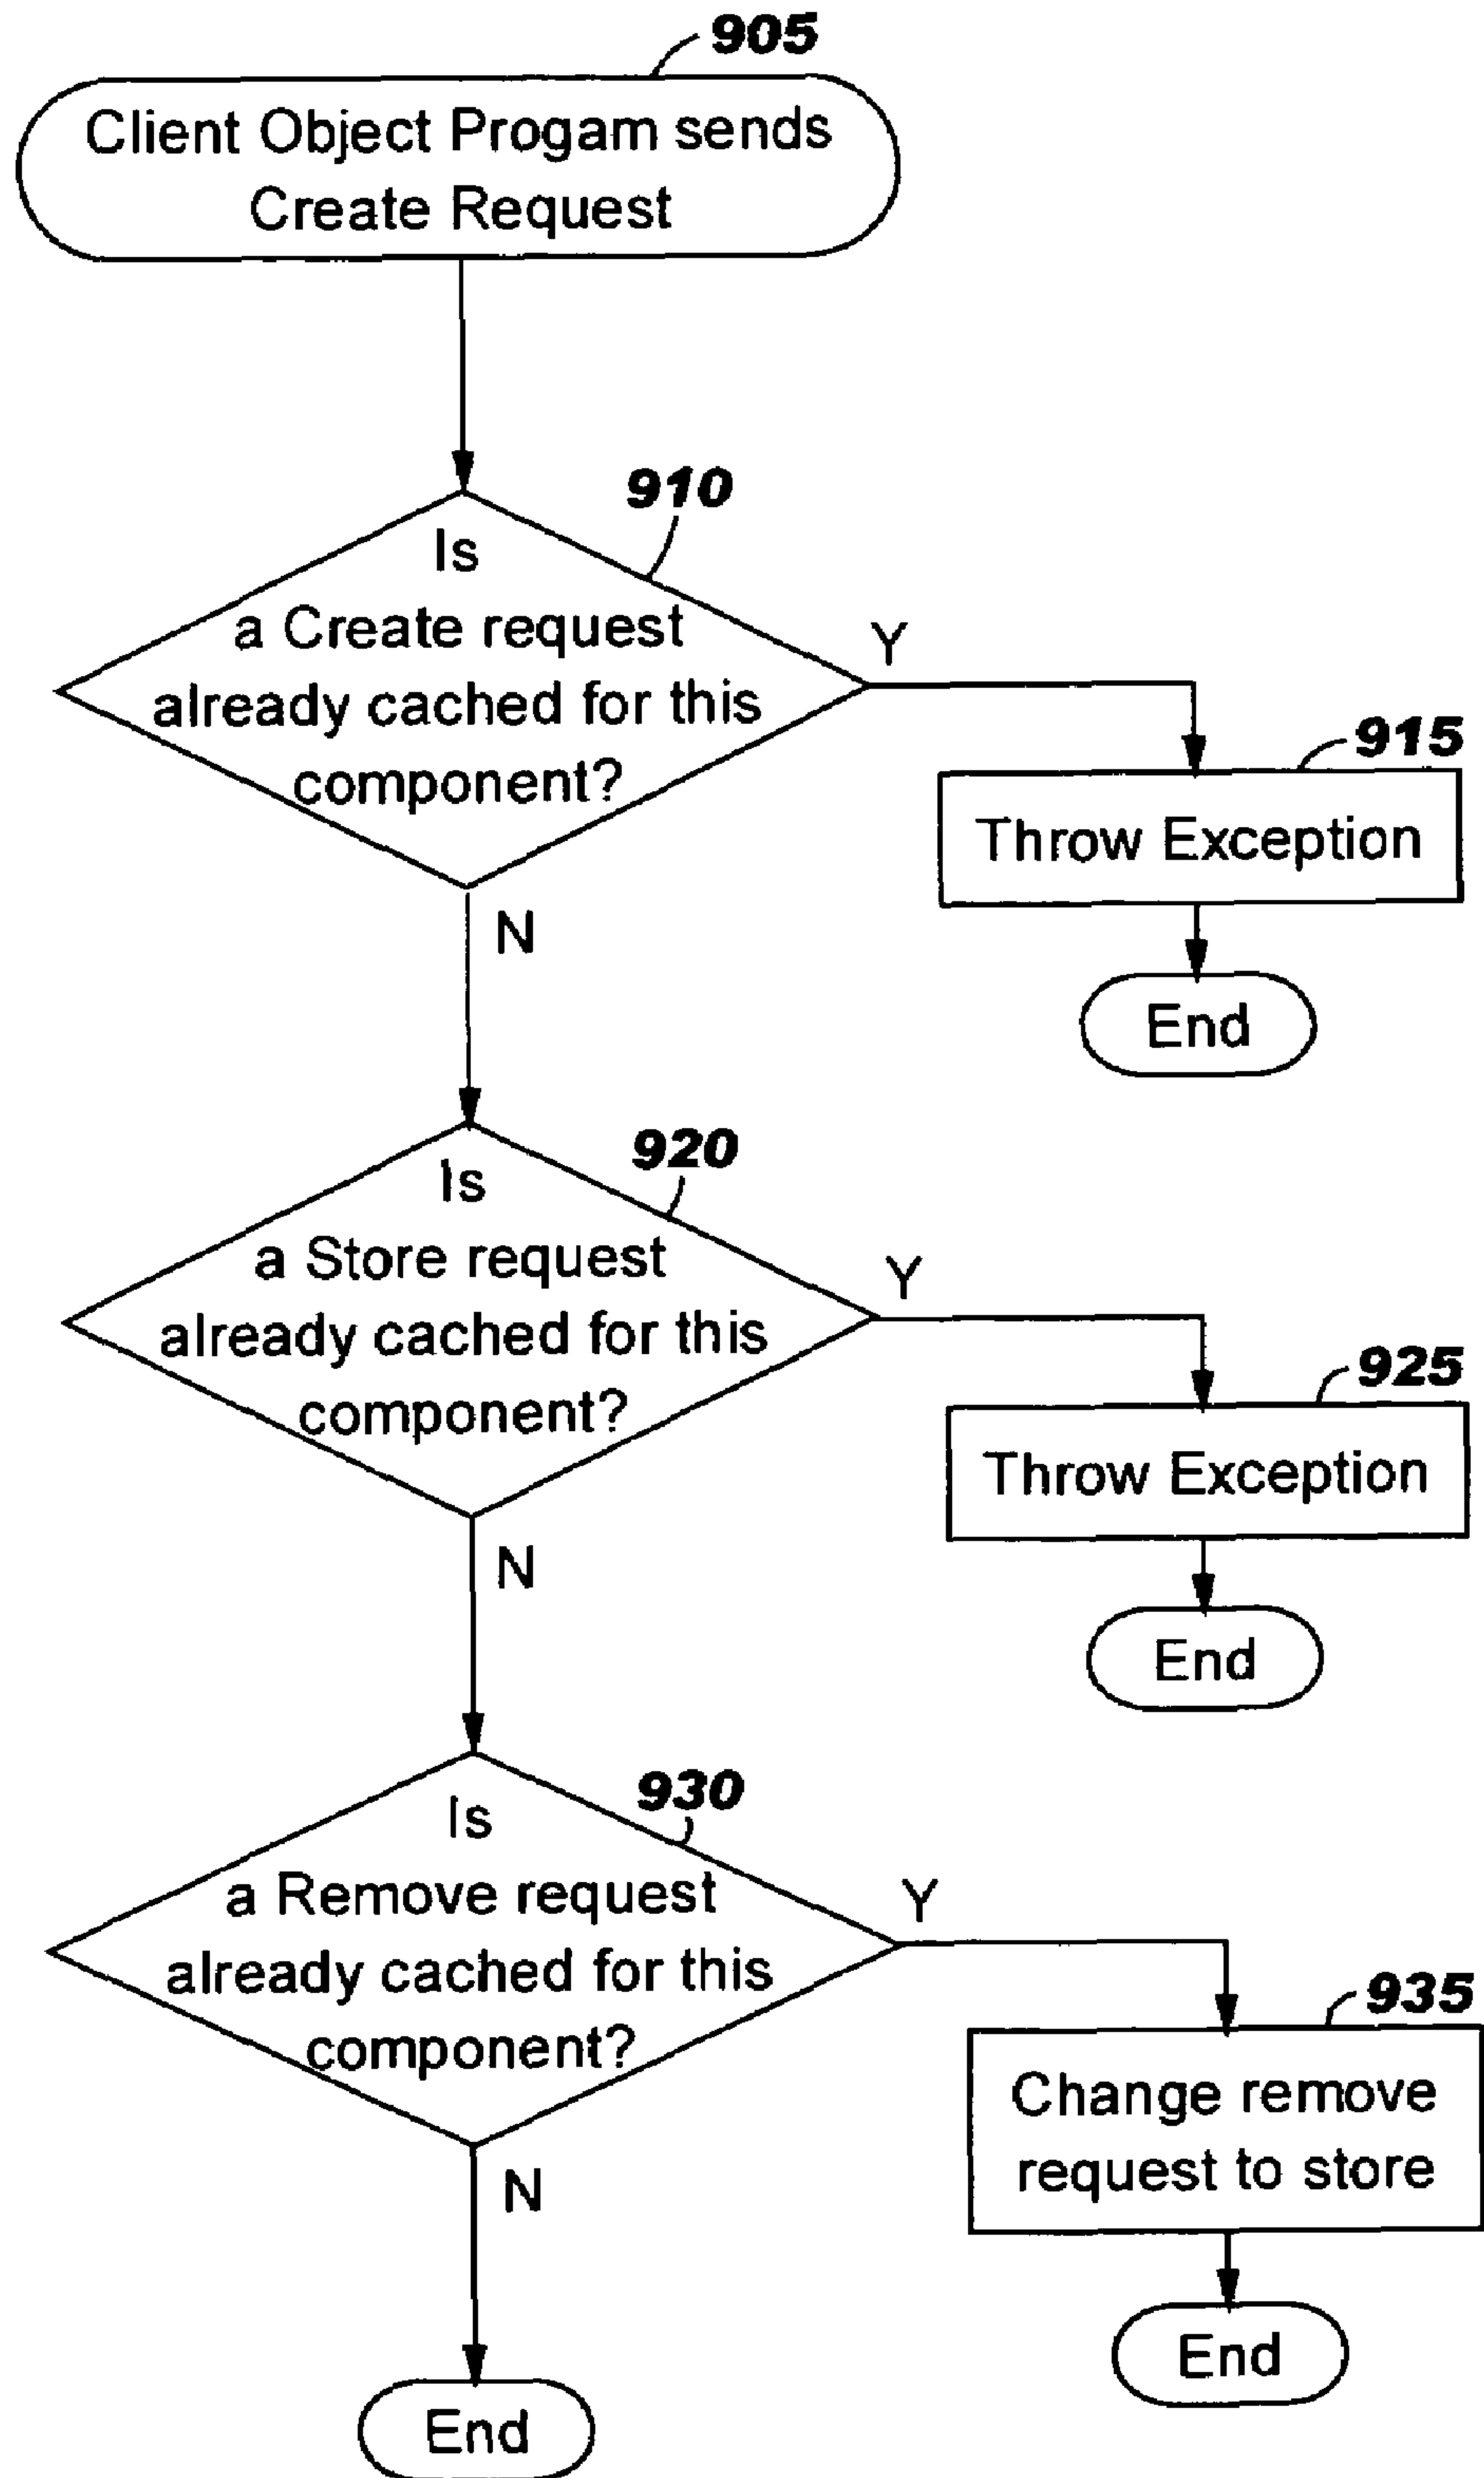 905
Client Object Progam sends
Create Request
910
Is
a Create request
already cached for this
component?
Y
915
Throw Exception
End
N
920
Is
a Store request
already cached for this
component?
Y
925
Throw Exception
End
N
930
Is
a Remove request
already cached for this
component?
Y
935
Change remove
request to store
End
N
End